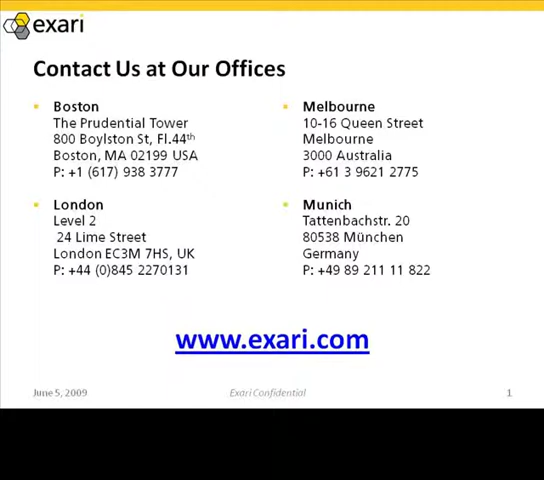 exari
Contact Us at Our Offices
Boston
The Prudential Tower
800 Boylston St, Fl.44th
Boston, MA 02199 USA
P: +1 (617) 938 3777
Melbourne
10-16 Queen Street
Melbourne
3000 Australia
P: +61 3 9621 2775
London
Level 2
24 Lime Street
London EC3M 7HS, UK
P: +44 (0)845 2270131
Munich
Tattenbachstr. 20
80538 München
Germany
P: +49 89 211 11 822
www.exari.com
June 5, 2009
Exari Confidential
1